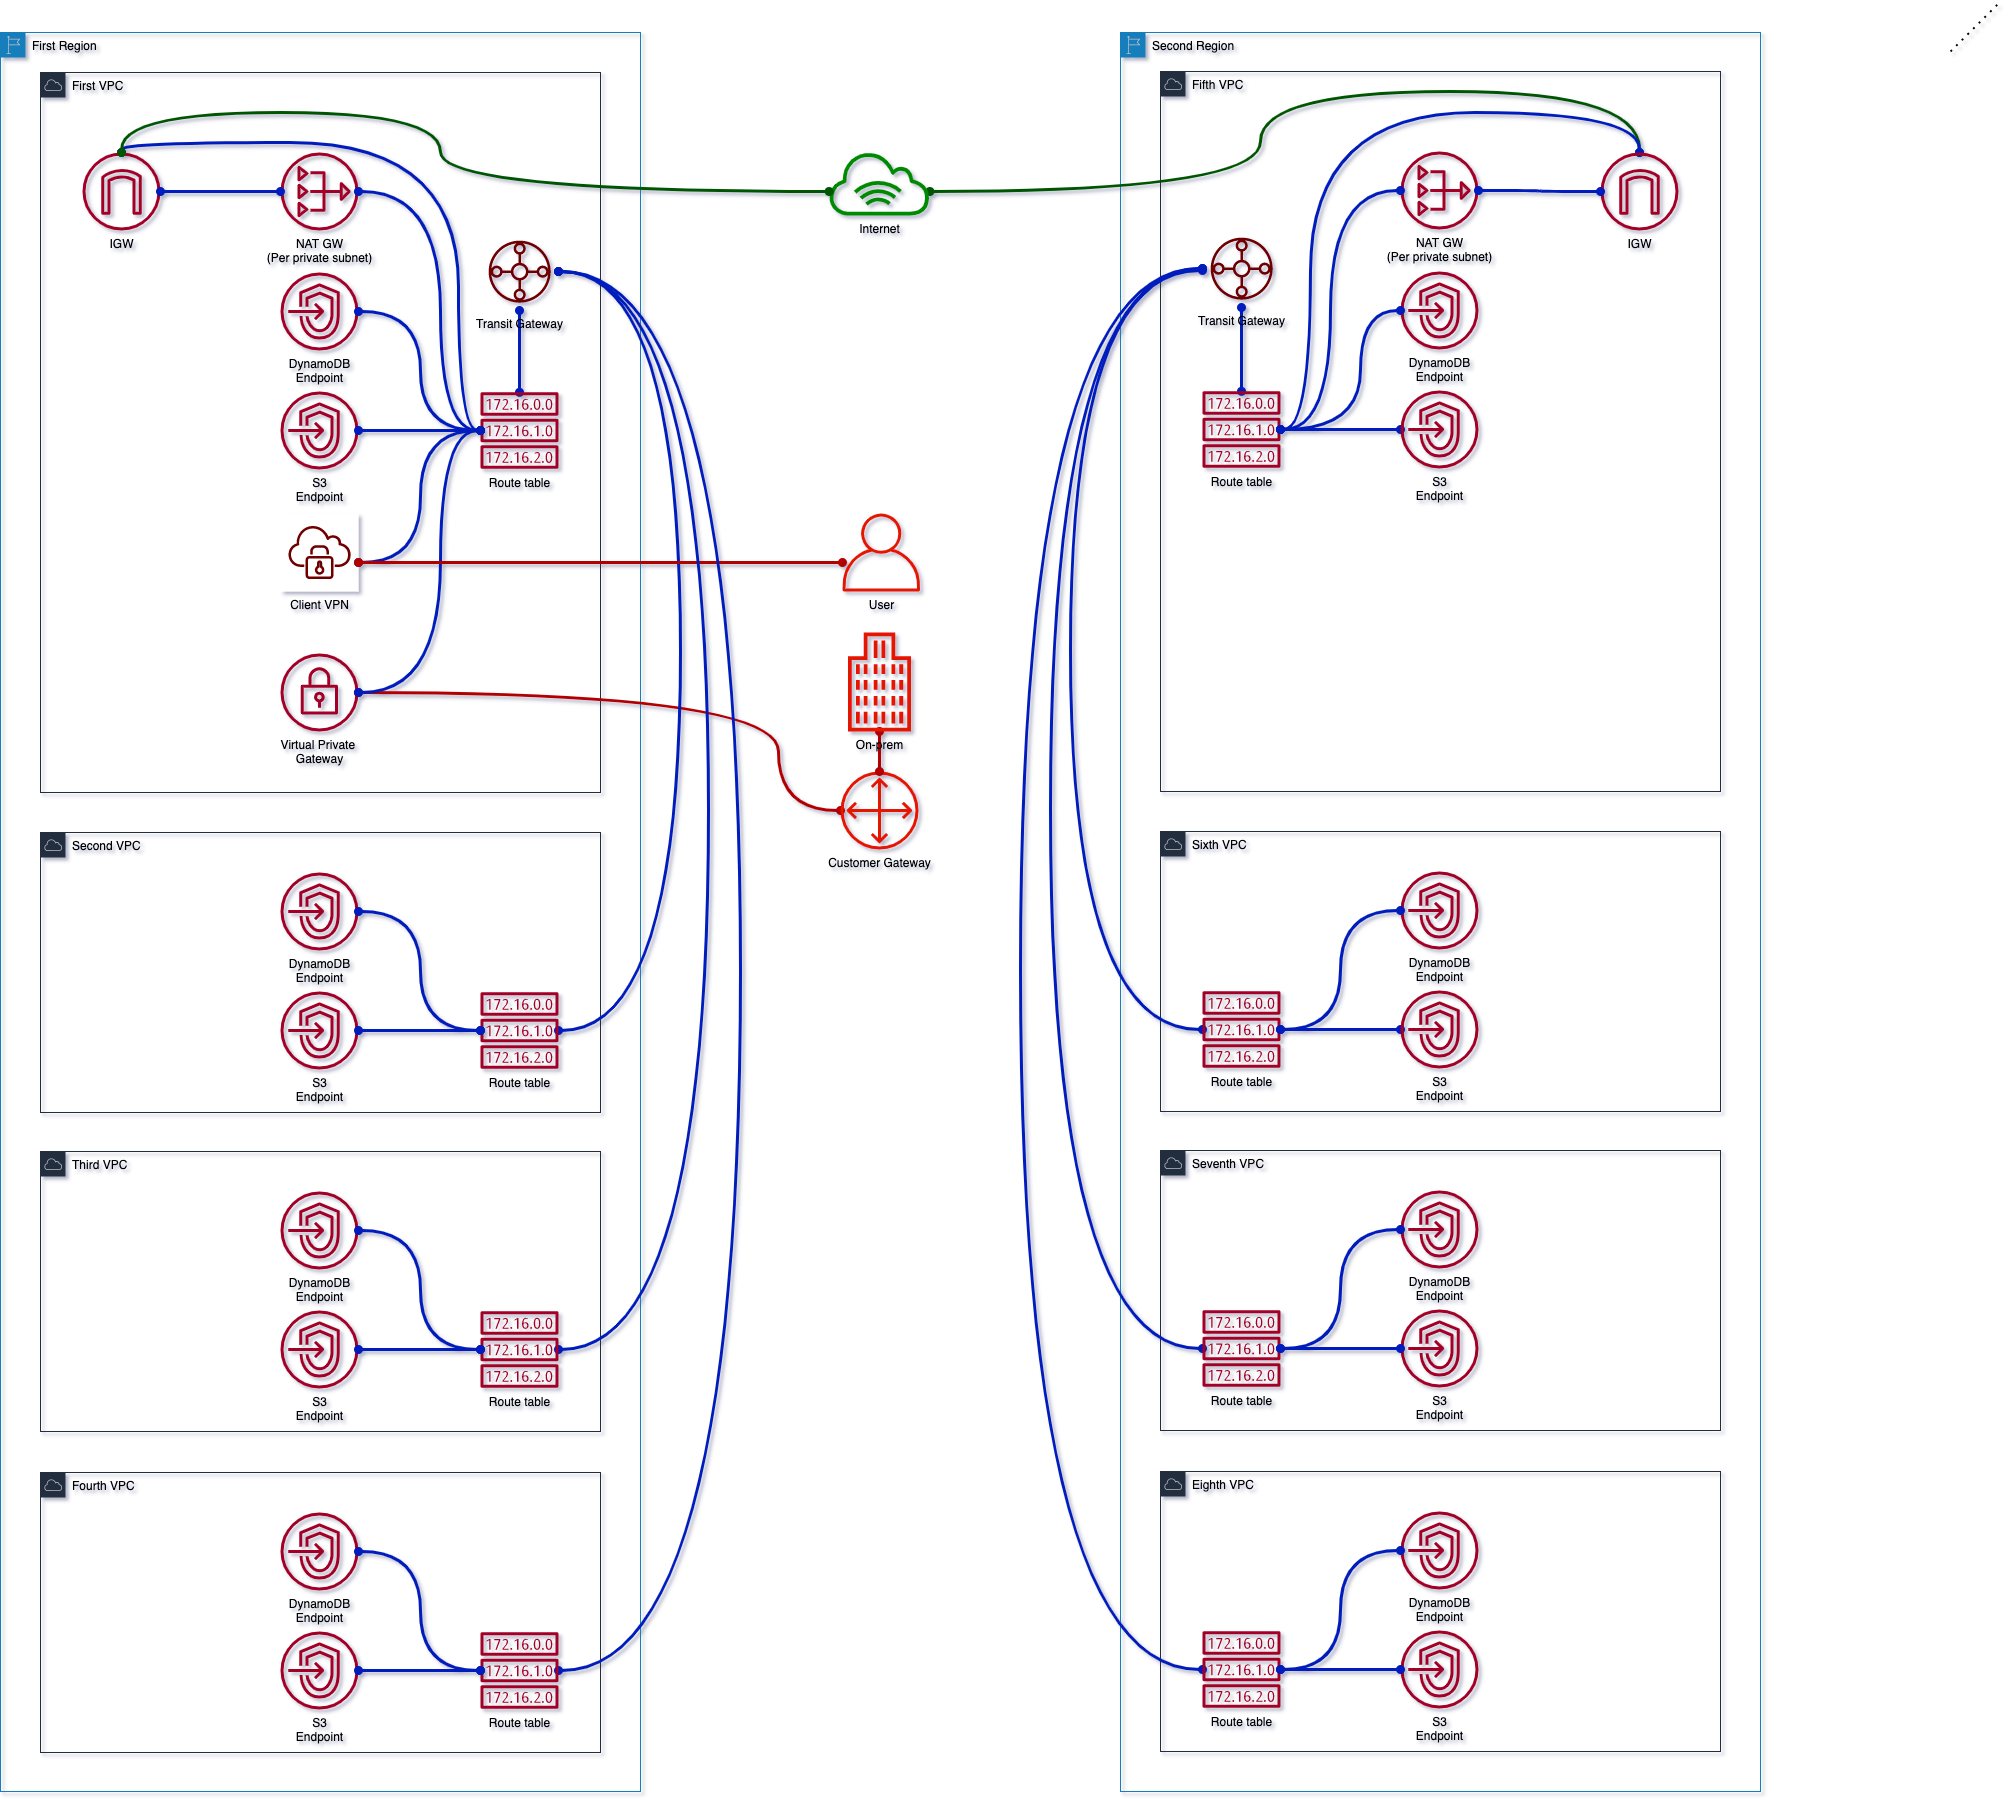 First Region
First VPC
IGW
NAT GW
(Per private subnet)
Transit Gateway
DynamoDB
Endpoint
172.16.0.0
172.16.1.0
172.16.2.0
Route table
S3
Endpoint
Client VPN
Virtual Private
Gateway
Second VPC
DynamoDB
Endpoint
172.16.0.0
172.16.1.0
172.16.2.0
Route table
S3
Endpoint
Third VPC
DynamoDB
Endpoint
172.16.0.0
172.16.1.0
172.16.2.0
Route table
S3
Endpoint
Fourth VPC
DynamoDB
Endpoint
172.16.0.0
172.16.1.0
172.16.2.0
Route table
S3
Endpoint
Internet
User
On-prem
Customer Gateway
Second Region
Fifth VPC
NAT GW
(Per private subnet)
IGW
Transit Gateway
DynamoDB
Endpoint
172.16.0.0
172.16.1.0
172.16.2.0
Route table
S3
Endpoint
Sixth VPC
DynamoDB
Endpoint
172.16.0.0
172.16.1.0
172.16.2.0
Route table
S3
Endpoint
Seventh VPC
DynamoDB
Endpoint
172.16.0.0
172.16.1.0
172.16.2.0
Route table
S3
Endpoint
Eighth VPC
DynamoDB
Endpoint
172.16.0.0
172.16.1.0
172.16.2.0
Route table
S3
Endpoint